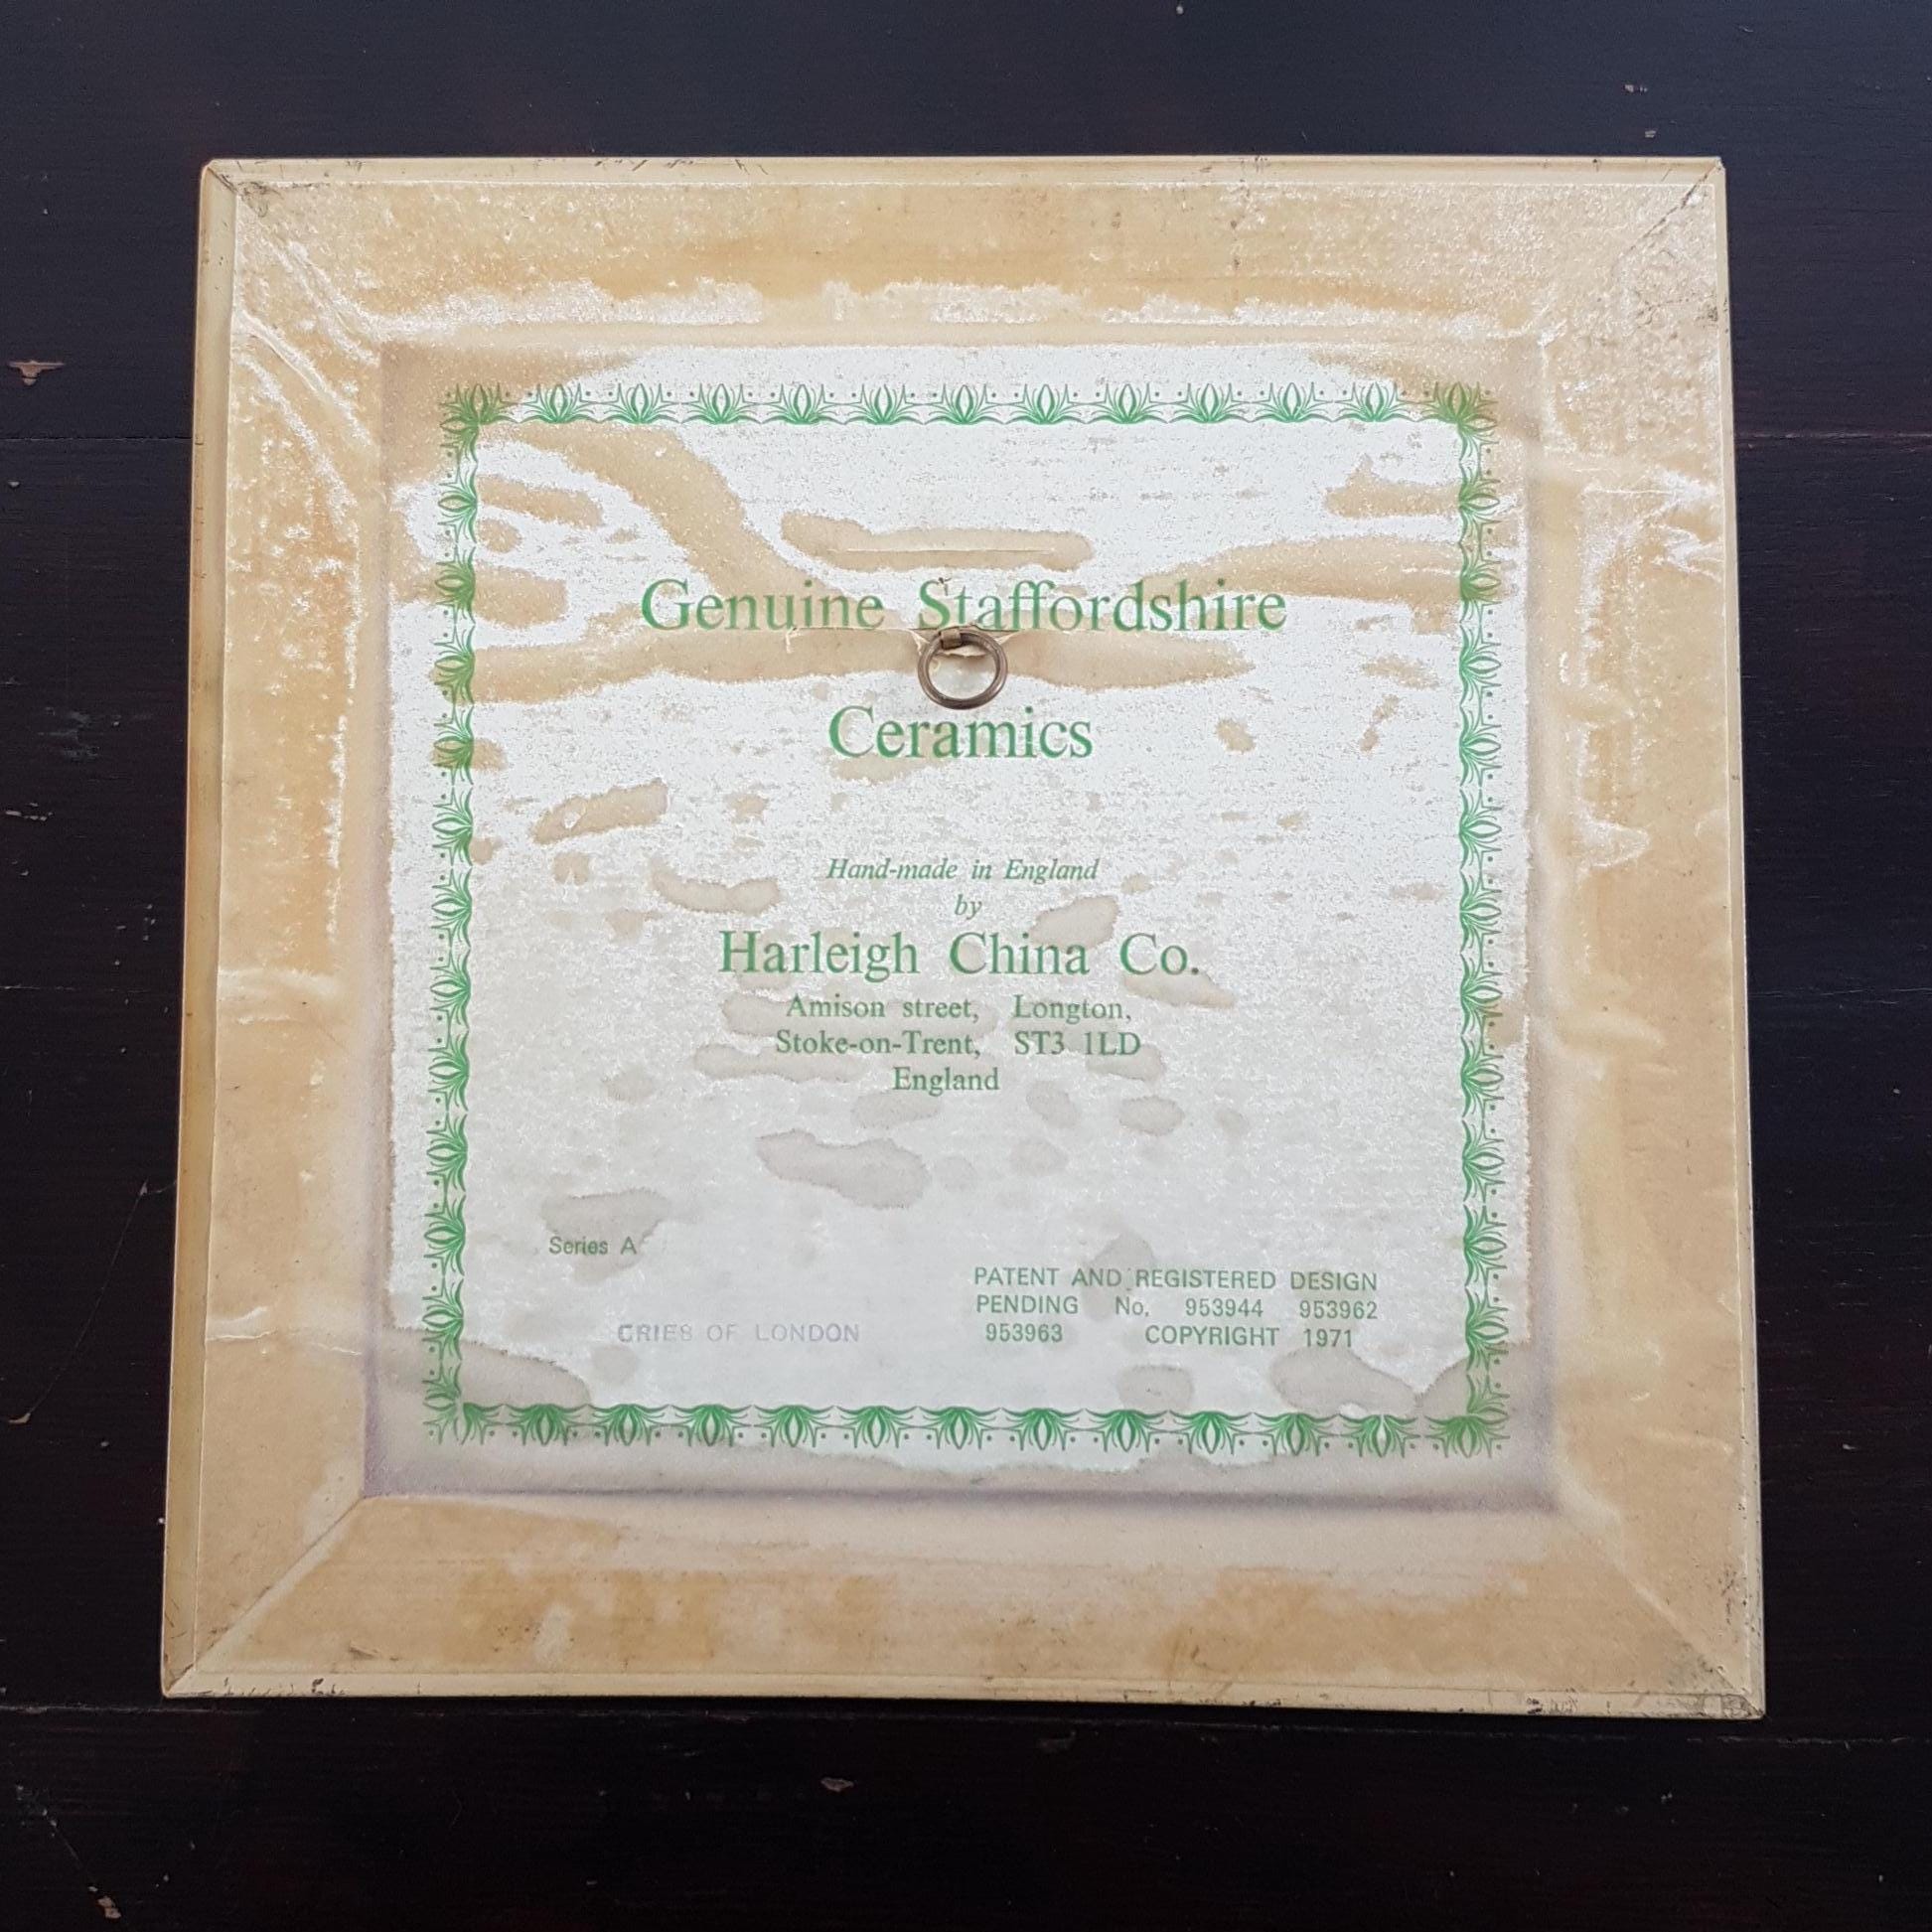 Genuine Staffordshire
Ceramics
Hand-made in England
by
Harleigh China Co.
Amison street, Longton,
Stoke-on-Trent, ST3 1LD
England
Series A
PATENT AND REGISTERED DESIGN
PENDING No. 953944 953962
953963 COPYRIGHT 1971
CRIES OF LONDON